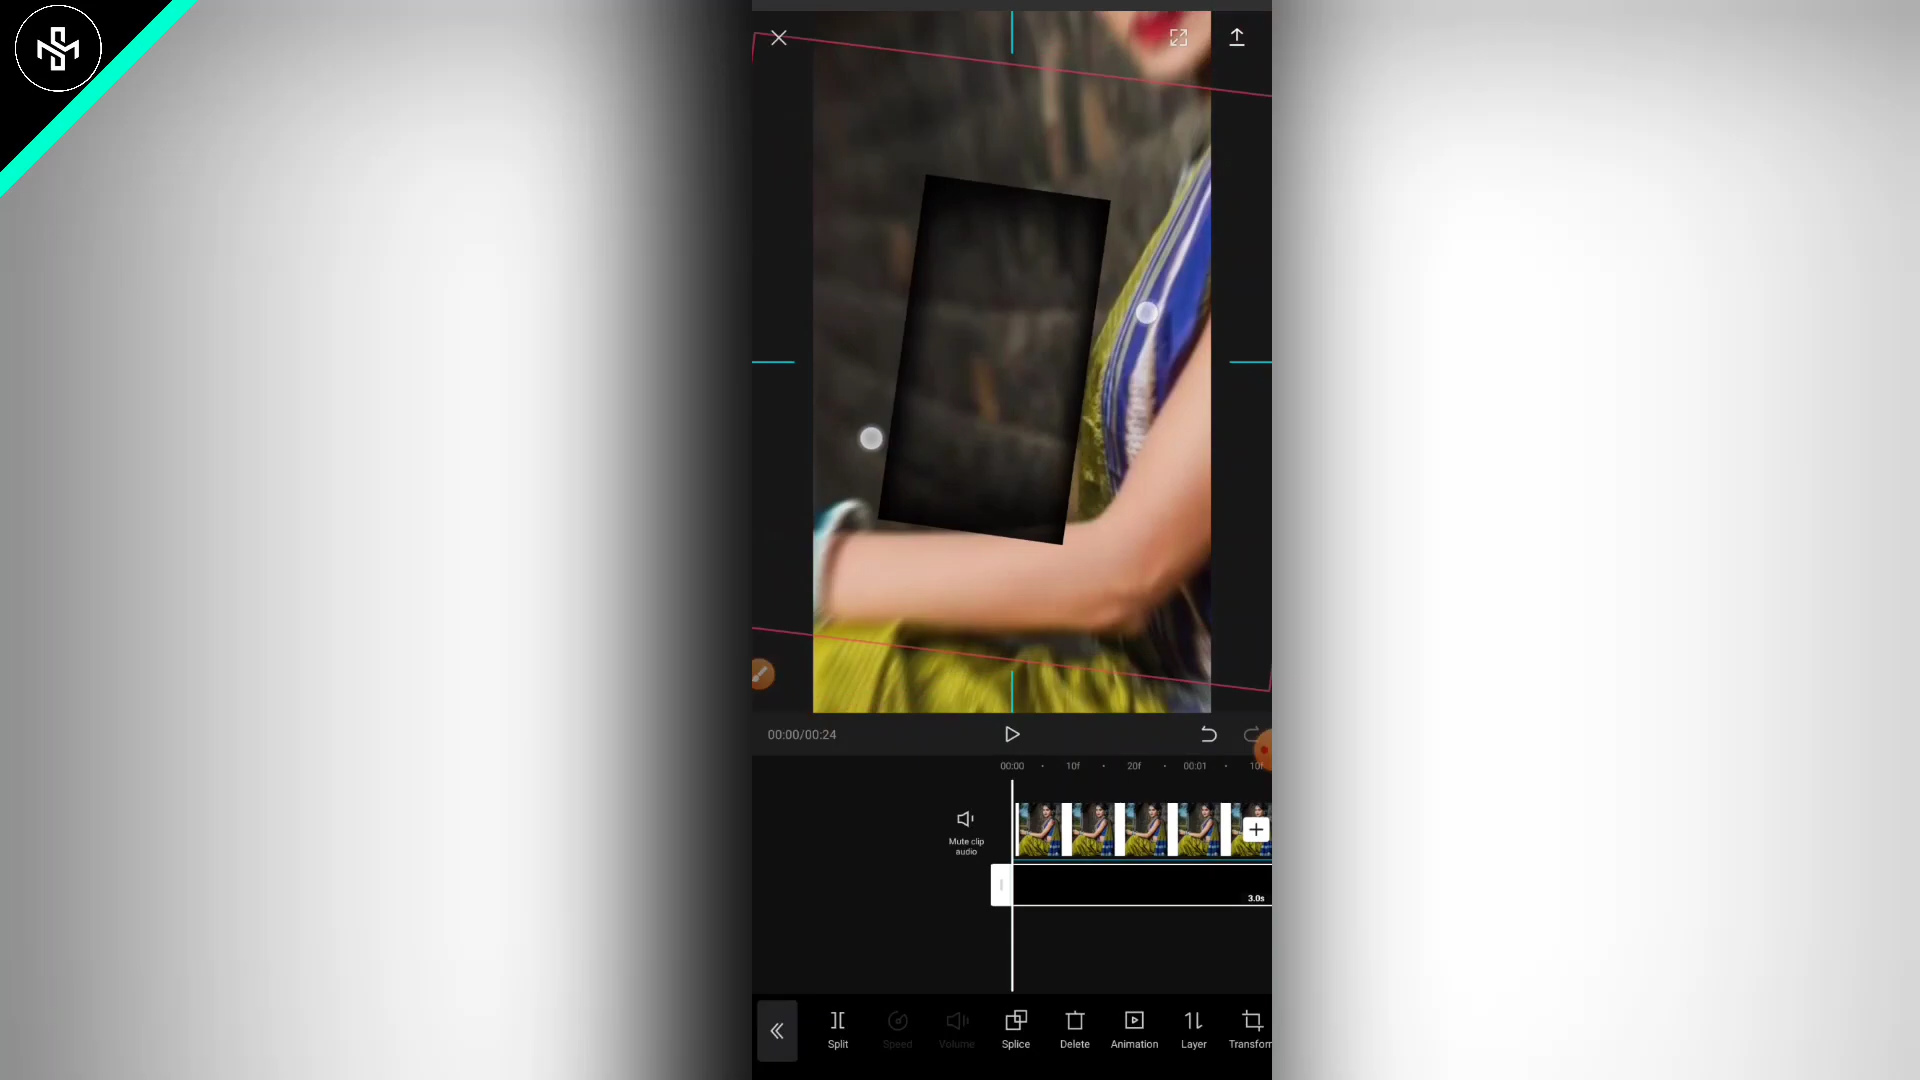 00:00/00:24
00:00 10f 20f 00:01 10f
Mute clip
audio
3.0s
Split Speed Volume Splice Delete Animation Layer Transfom